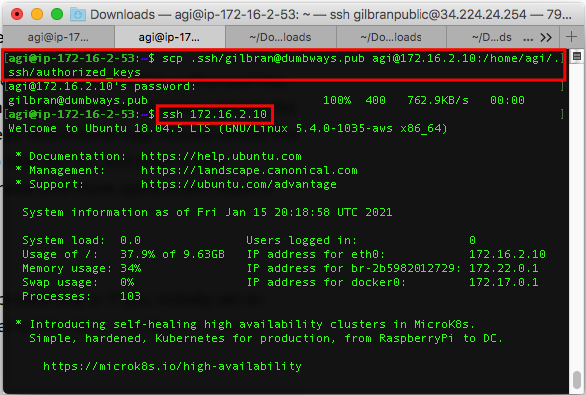 Downloads — agi@ip-172-16-2-53: ~ — ssh gilbranpublic@34.224.24.254 — 79...
agi@ip-17... agi@ip-17... ~/Do...loads ~/Do...loads ~/D...ds ... >> +
[agi@ip-172-16-2-53:~$ scp .ssh/gilbran@dumbways.pub agi@172.16.2.10:/home/agi/.]
ssh/authorized_keys
[agi@172.16.2.10's password: ]
gilbran@dumbways.pub 100% 400 762.9KB/s 00:00
[agi@ip-172-16-2-53:~$ ssh 172.16.2.10 ]
Welcome to Ubuntu 18.04.5 LTS (GNU/Linux 5.4.0-1035-aws x86_64)
* Documentation: https://help.ubuntu.com
* Management: https://landscape.canonical.com
* Support: https://ubuntu.com/advantage
System information as of Fri Jan 15 20:18:58 UTC 2021
System load: 0.0 Users logged in: 0
Usage of /: 37.9% of 9.63GB IP address for eth0: 172.16.2.10
Memory usage: 34% IP address for br-2b5982012729: 172.22.0.1
Swap usage: 0% IP address for docker0: 172.17.0.1
Processes: 103
* Introducing self-healing high availability clusters in MicroK8s.
Simple, hardened, Kubernetes for production, from RaspberryPi to DC.
https://microk8s.io/high-availability